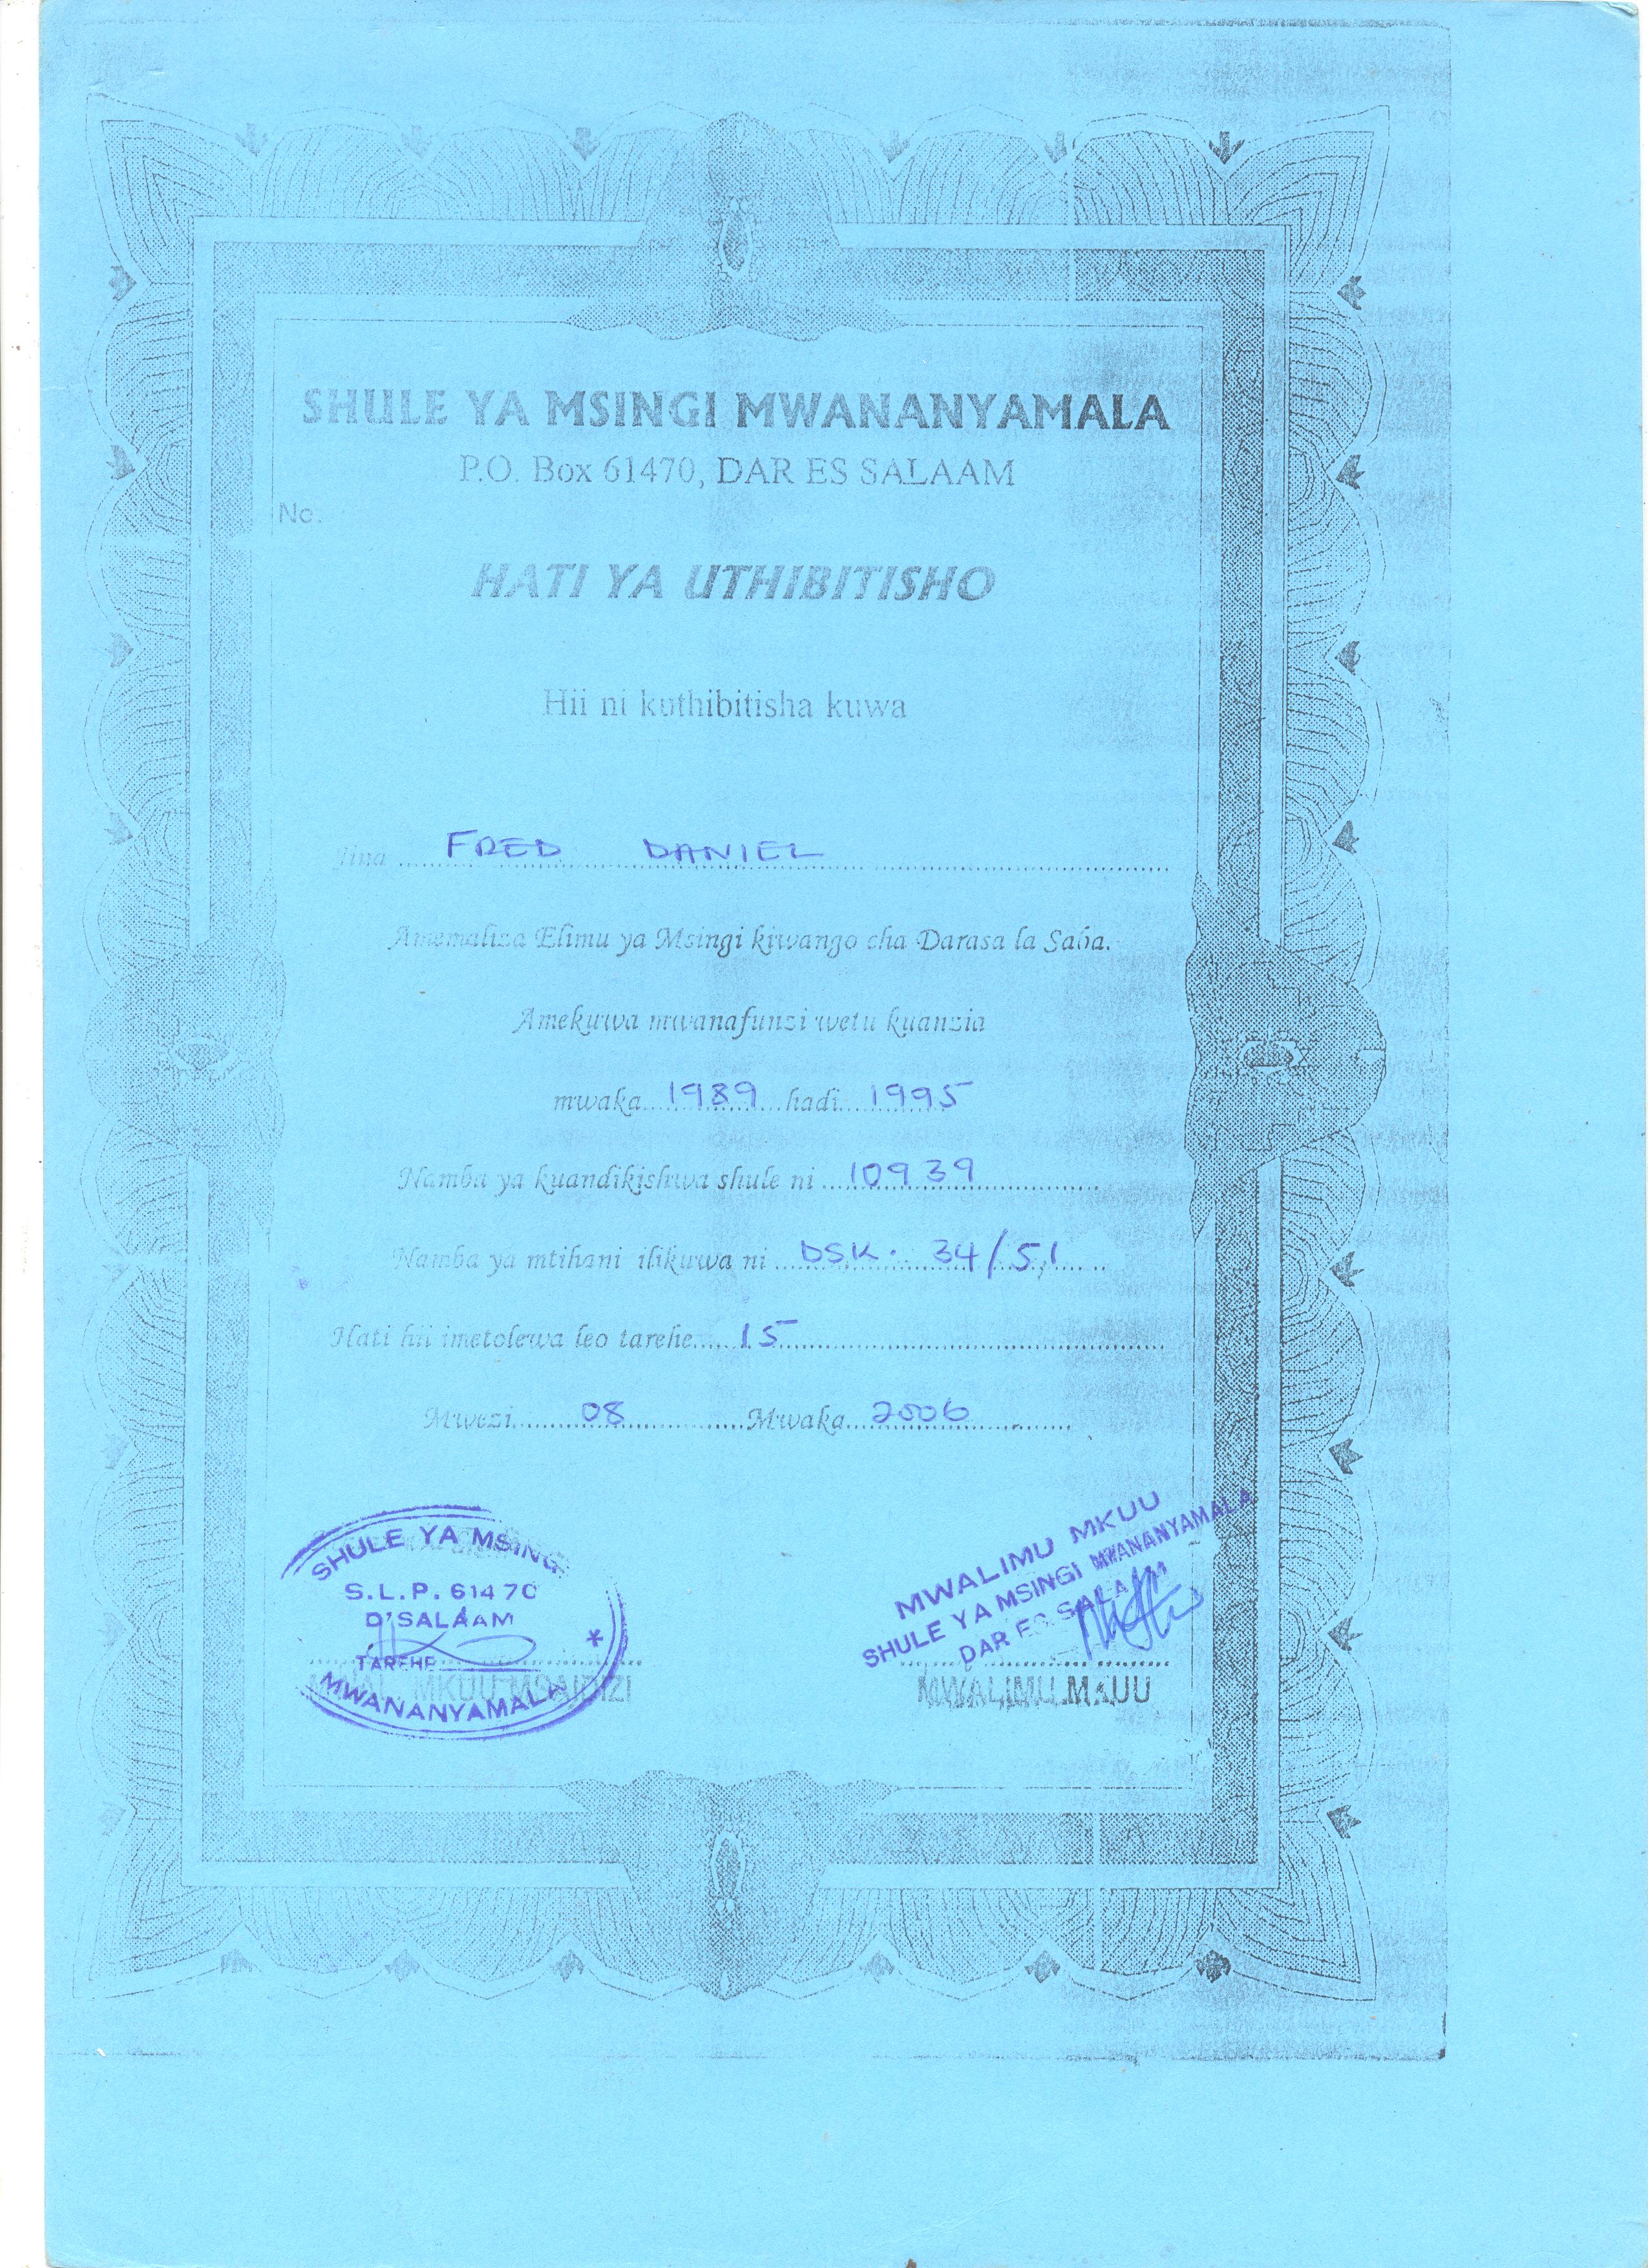 SHULE YA MSINGI MWANANYAMALA
P.O. Box 61470, DAR ES SALAAM
No.
HATI YA UTHIBITISHO
Hii ni kuthibitisha kuwa
Jina FRED DANIEL
Amemaliza Elimu ya Msingi kiwango cha Darasa la Saba.
Amekuwa mwanafunzi wetu kuanzia
mwaka 1989 hadi 1995
Namba ya kuandikishwa shule ni 10939
Namba ya mtihani ilikuwa ni DSK. 34/51
Hati hii imetolewa leo tarehe 15
Mwezi 08 Mwaka 2006
SHULE YA MSINGI
S.L.P. 61470
D'SALAAM
TAREHE
MWANANYAMALA *
MWAL. MKUU MSAIDIZI
MWALIMU MKUU
SHULE YA MSINGI MWANANYAMALA
DAR ES SALAAM
MWALIMU MKUU